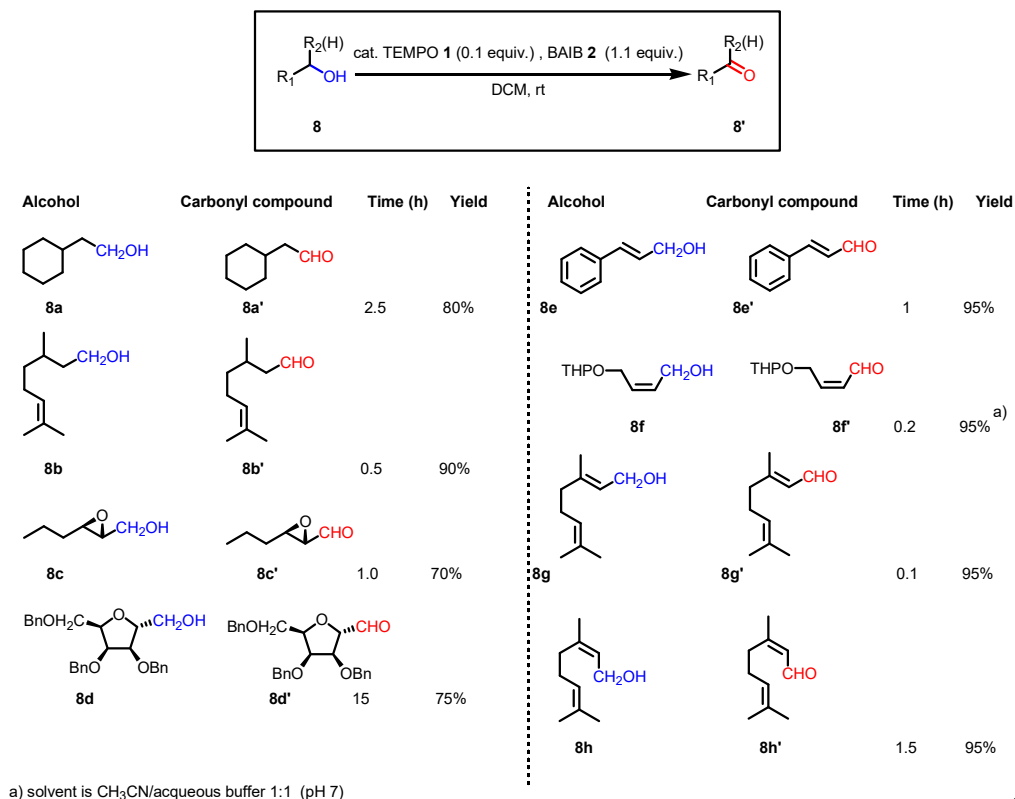 R2(H)
R1
OH
cat. TEMPO 1 (0.1 equiv.) , BAIB 2 (1.1 equiv.)
DCM, rt
R2(H)
R1
O
8
8'
Alcohol Carbonyl compound Time (h) Yield
CH2OH
CHO
8a 8a' 2.5 80%
CH2OH
CHO
8b 8b' 0.5 90%
O
CH2OH
O
CHO
8c 8c' 1.0 70%
BnOH2C O CH2OH
BnO OBn
BnOH2C O CHO
BnO OBn
8d 8d' 15 75%
Alcohol Carbonyl compound Time (h) Yield
CH2OH
CHO
8e 8e' 1 95%
THPO CH2OH
THPO CHO
8f 8f' 0.2 95% a)
CH2OH
CHO
8g 8g' 0.1 95%
CH2OH
CHO
8h 8h' 1.5 95%
a) solvent is CH3CN/acqueous buffer 1:1 (pH 7)